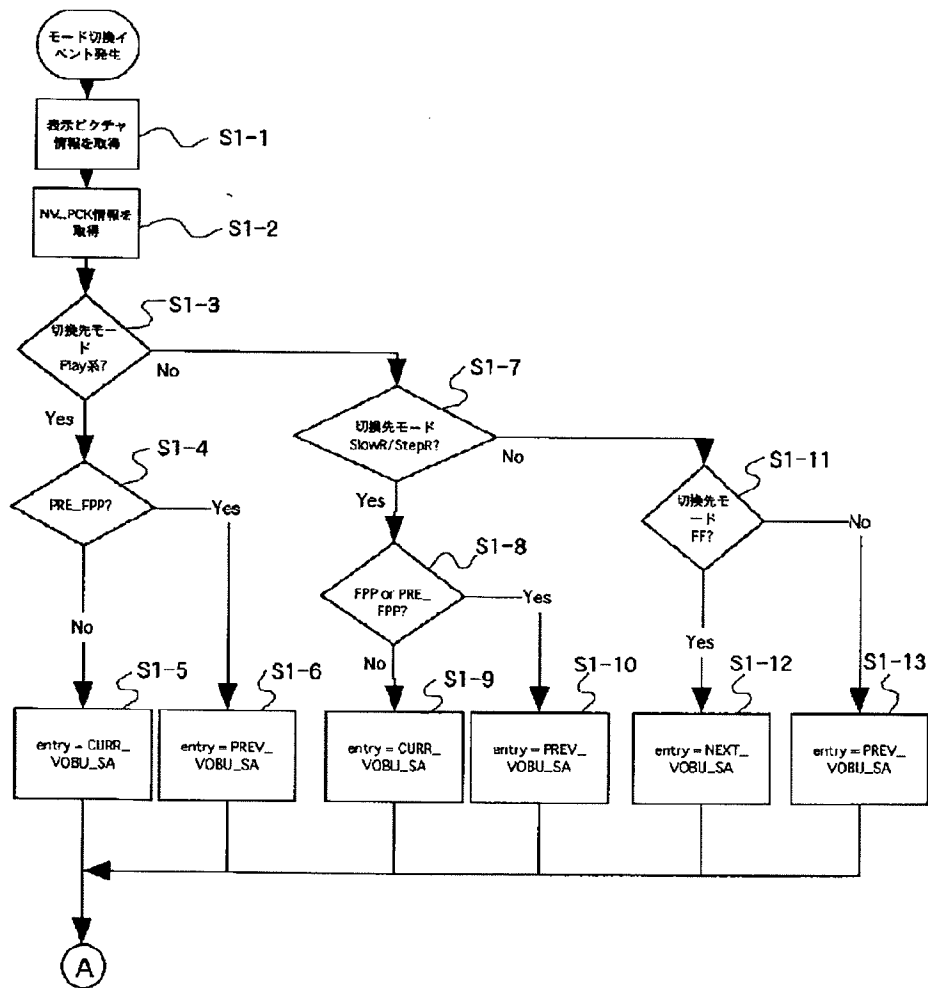 モード切換イ
ベント発生
表示ピクチャ
情報を取得
S1-1
NV_PCK情報を
取得
S1-2
切換先モー
ド
Play系?
S1-3
No
Yes
切換先モード
SlowR/StepR?
S1-7
No
Yes
切換先モ
ード
FF?
S1-11
No
Yes
PRE_FPP?
S1-4
Yes
No
FPP or PRE_
FPP?
S1-8
Yes
No
S1-5
entry = CURR_
VOBU_SA
S1-6
entry = PREV_
VOBU_SA
S1-9
entry = CURR_
VOBU_SA
S1-10
entry = PREV_
VOBU_SA
S1-12
entry = NEXT_
VOBU_SA
S1-13
entry = PREV_
VOBU_SA
A